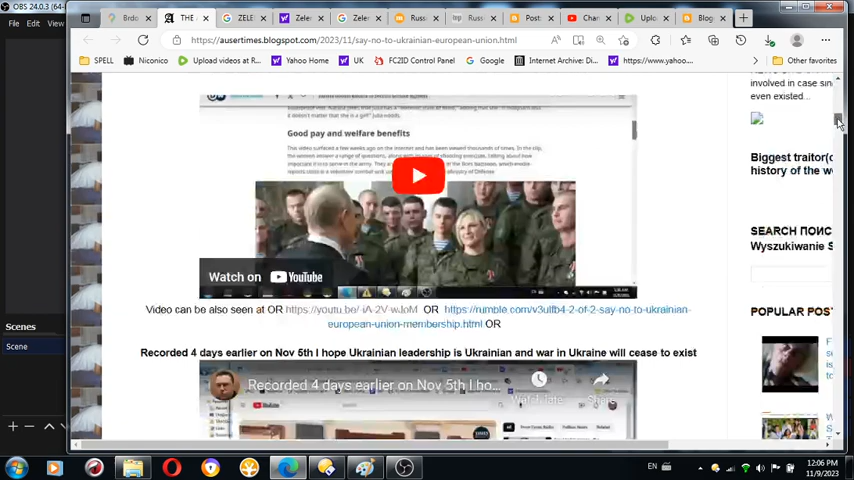 OBS 24.0.3 (64-
File Edit View
Brdo
THE
ZELE
Zeler
Zeler
Russi
Russi
Post:
Char
Uplo
Blog
https://ausertimes.blogspot.com/2023/11/say-no-to-ukrainian-european-union.html
SPELL
Niconico
Upload videos at R...
Yahoo Home
UK
FC2ID Control Panel
Google
Internet Archive: Di...
https://www.yahoo....
Other favorites
involved in case sin
even existed...
Good pay and welfare benefits
Biggest traitor(c
history of the wo
SEARCH ПОИС
Wyszukiwanie S
Watch on YouTube
Video can be also seen at OR https://youtu.be/-jA-2V-wJoM OR https://rumble.com/v3ulfb4-2-of-2-say-no-to-ukrainian-
european-union-membership.html OR
POPULAR POST
Recorded 4 days earlier on Nov 5th I hope Ukrainian leadership is Ukrainian and war in Ukraine will cease to exist
Recorded 4 days earlier on Nov 5th I ho...
Watch later
Share
Scenes
Scene
EN
12:06 PM
11/9/2023